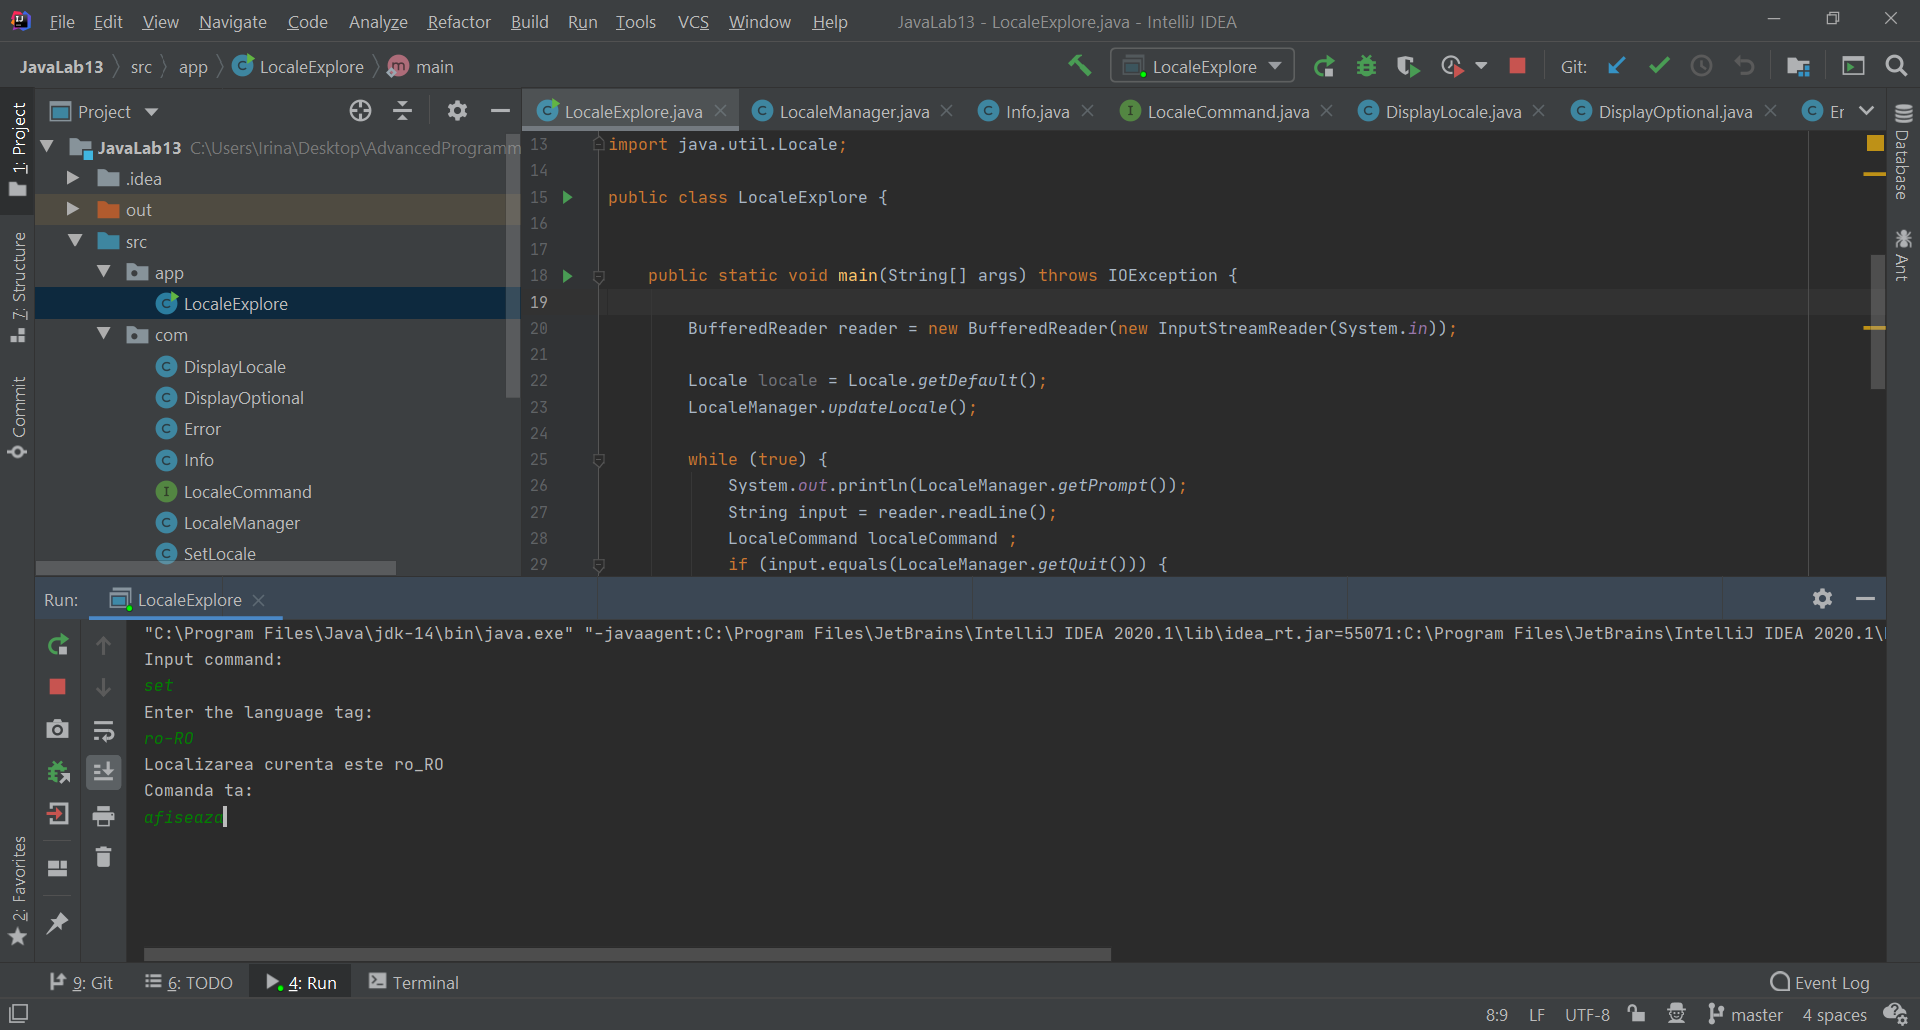 File Edit View Navigate Code Analyze Refactor Build Run Tools VCS Window Help JavaLab13 - LocaleExplore.java - IntelliJ IDEA
JavaLab13 src app LocaleExplore main LocaleExplore Git:
Project
LocaleExplore.java LocaleManager.java Info.java LocaleCommand.java DisplayLocale.java DisplayOptional.java Er
1: Project
7: Structure
Commit
2: Favorites
JavaLab13 C:\Users\Irina\Desktop\AdvancedProgramm
.idea
out
src
app
LocaleExplore
com
DisplayLocale
DisplayOptional
Error
Info
LocaleCommand
LocaleManager
SetLocale
13 import java.util.Locale;
14
15 public class LocaleExplore {
16
17
18 public static void main(String[] args) throws IOException {
19
20 BufferedReader reader = new BufferedReader(new InputStreamReader(System.in));
21
22 Locale locale = Locale.getDefault();
23 LocaleManager.updateLocale();
24
25 while (true) {
26 System.out.println(LocaleManager.getPrompt());
27 String input = reader.readLine();
28 LocaleCommand localeCommand ;
29 if (input.equals(LocaleManager.getQuit())) {
Database
Ant
Run: LocaleExplore
"C:\Program Files\Java\jdk-14\bin\java.exe" "-javaagent:C:\Program Files\JetBrains\IntelliJ IDEA 2020.1\lib\idea_rt.jar=55071:C:\Program Files\JetBrains\IntelliJ IDEA 2020.1\
Input command:
set
Enter the language tag:
ro-RO
Localizarea curenta este ro_RO
Comanda ta:
afiseaza
9: Git 6: TODO 4: Run Terminal Event Log
8:9 LF UTF-8 master 4 spaces